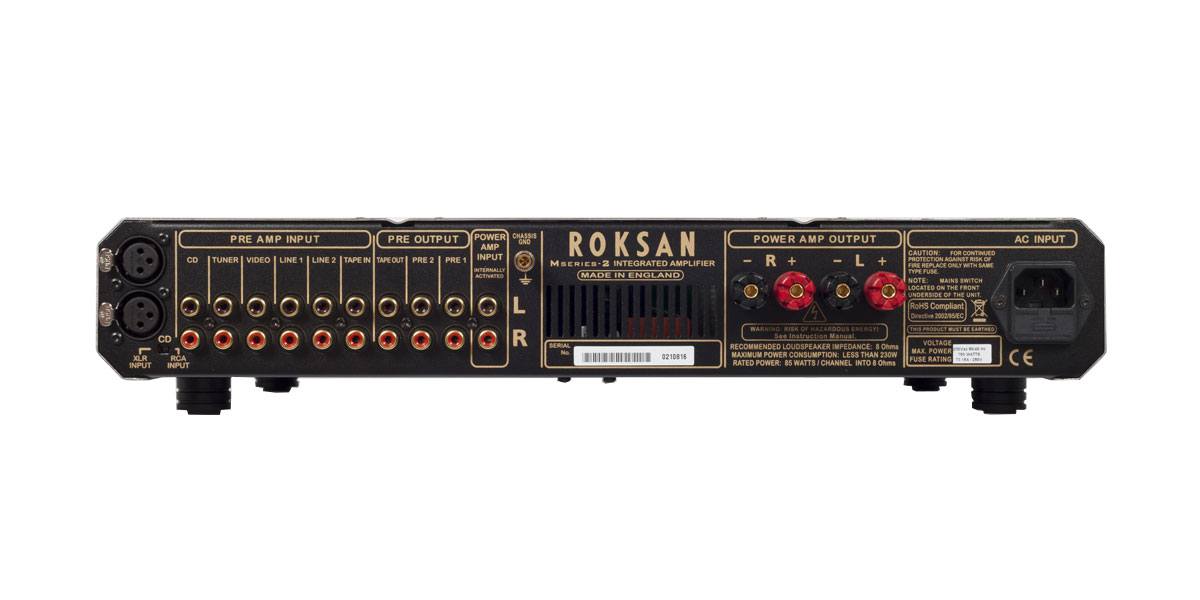 PRE AMP INPUT
CD TUNER VIDEO LINE 1 LINE 2 TAPE IN
PRE OUTPUT
TAPE OUT PRE 2 PRE 1
POWER
AMP
INPUT
INTERNALLY
ACTIVATED
CHASSIS
GND
L
R
CD
XLR
INPUT
RCA
INPUT
ROKSAN
M SERIES-2 INTEGRATED AMPLIFIER
MADE IN ENGLAND
SERIAL
No.
0210816
POWER AMP OUTPUT
− R + − L +
WARNING: RISK OF HAZARDOUS ENERGY!
See Instruction Manual.
RECOMMENDED LOUDSPEAKER IMPEDANCE: 8 Ohms
MAXIMUM POWER CONSUMPTION: LESS THAN 230W
RATED POWER: 85 WATTS / CHANNEL INTO 8 Ohms
AC INPUT
CAUTION: FOR CONTINUED
PROTECTION AGAINST RISK OF
FIRE REPLACE ONLY WITH SAME
TYPE FUSE.
NOTE: MAINS SWITCH
LOCATED ON THE FRONT
UNDERSIDE OF THE UNIT.
RoHS Compliant
Directive 2002/95/EC
THIS PRODUCT MUST BE EARTHED
VOLTAGE
MAX. POWER
FUSE RATING
CE